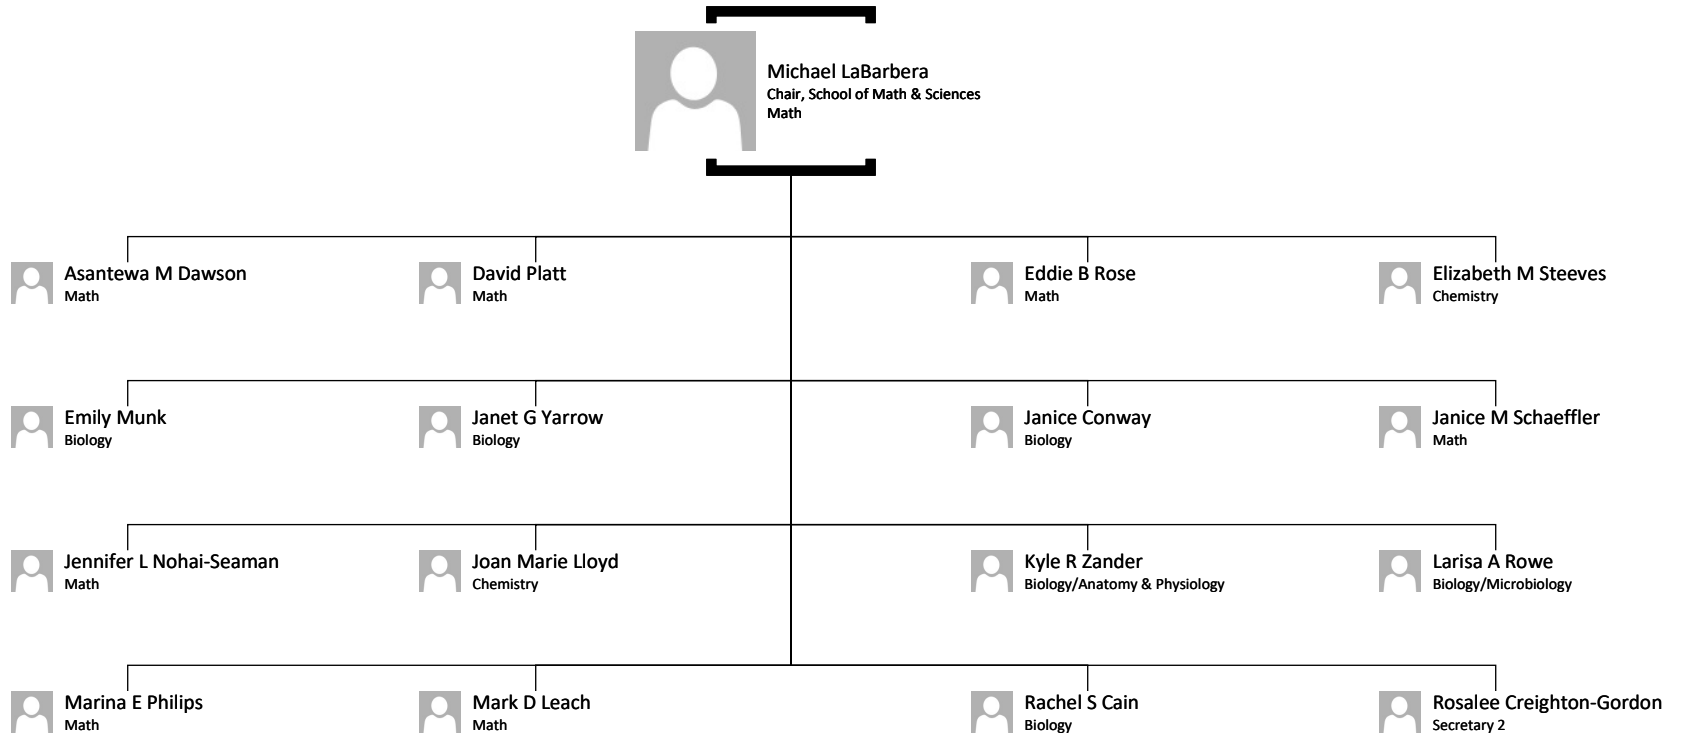 Michael LaBarbera
Chair, School of Math & Sciences
Math
Asantewa M Dawson
Math
David Platt
Math
Eddie B Rose
Math
Elizabeth M Steeves
Chemistry
Emily Munk
Biology
Janet G Yarrow
Biology
Janice Conway
Biology
Janice M Schaeffler
Math
Jennifer L Nohai-Seaman
Math
Joan Marie Lloyd
Chemistry
Kyle R Zander
Biology/Anatomy & Physiology
Larisa A Rowe
Biology/Microbiology
Marina E Philips
Math
Mark D Leach
Math
Rachel S Cain
Biology
Rosalee Creighton-Gordon
Secretary 2